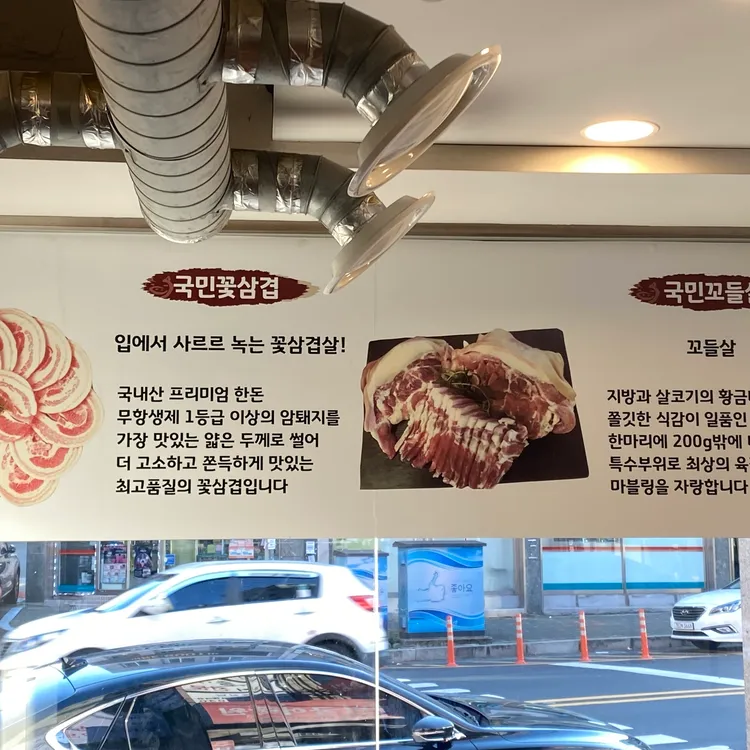 국민꽃삼겹
입에서 사르르 녹는 꽃삼겹살!
국내산 프리미엄 한돈
무항생제 1등급 이상의 암퇘지를
가장 맛있는 얇은 두께로 썰어
더 고소하고 쫀득하게 맛있는
최고품질의 꽃삼겹입니다
국민꼬들살
꼬들살
지방과 살코기의 황금
쫄깃한 식감이 일품인
한마리에 200g밖에
특수부위로 최상의
마블링을 자랑합니다
좋아요